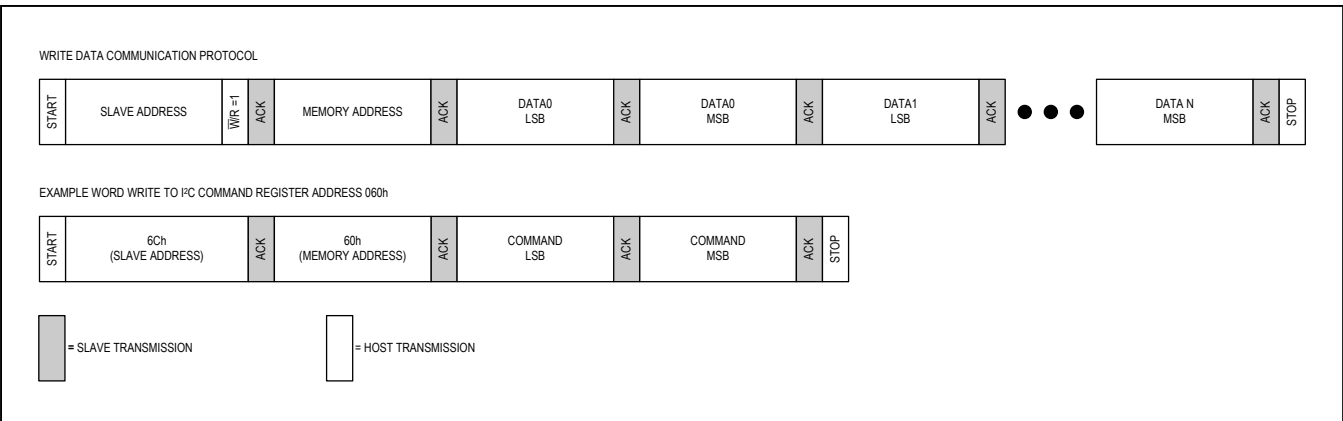 WRITE DATA COMMUNICATION PROTOCOL
START
SLAVE ADDRESS
W̅/R =1
ACK
MEMORY ADDRESS
ACK
DATA0
LSB
ACK
DATA0
MSB
ACK
DATA1
LSB
ACK
DATA N
MSB
ACK
STOP
EXAMPLE WORD WRITE TO I²C COMMAND REGISTER ADDRESS 060h
START
6Ch
(SLAVE ADDRESS)
ACK
60h
(MEMORY ADDRESS)
ACK
COMMAND
LSB
ACK
COMMAND
MSB
ACK
STOP
= SLAVE TRANSMISSION
= HOST TRANSMISSION